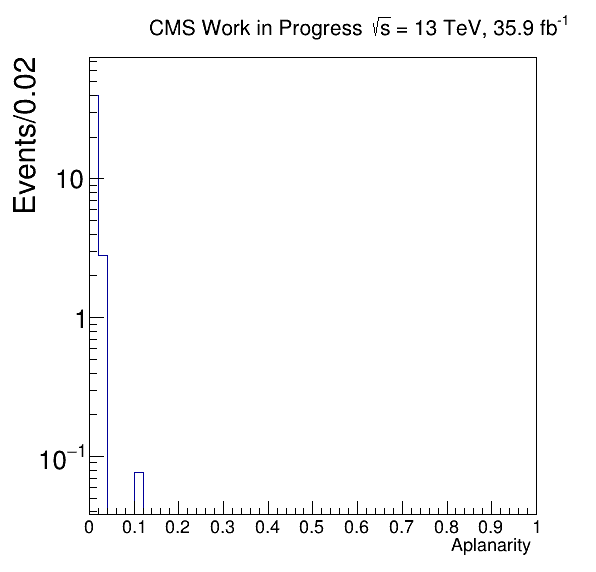 CMS Work in Progress √s = 13 TeV, 35.9 fb⁻¹
Events/0.02
10
1
10⁻¹
0 0.1 0.2 0.3 0.4 0.5 0.6 0.7 0.8 0.9 1
Aplanarity